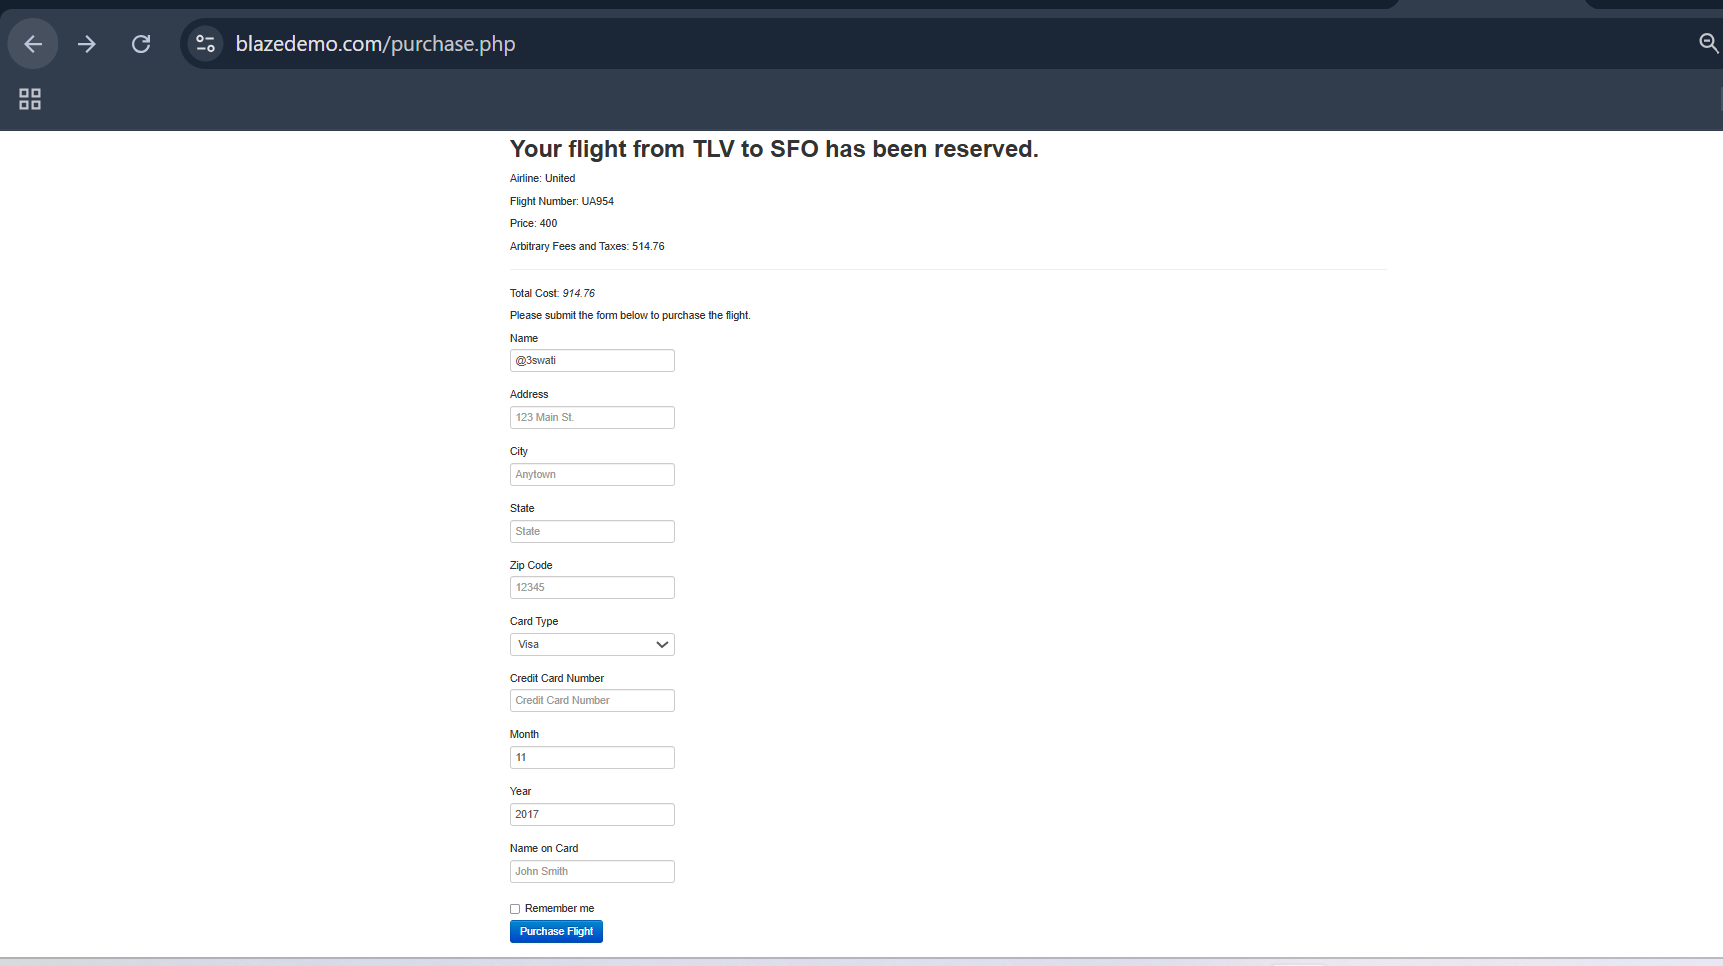 blazedemo.com/purchase.php
Your flight from TLV to SFO has been reserved.
Airline: United
Flight Number: UA954
Price: 400
Arbitrary Fees and Taxes: 514.76
Total Cost: 914.76
Please submit the form below to purchase the flight.
Name
@3swati
Address
123 Main St.
City
Anytown
State
State
Zip Code
12345
Card Type
Visa
Credit Card Number
Credit Card Number
Month
11
Year
2017
Name on Card
John Smith
Remember me
Purchase Flight